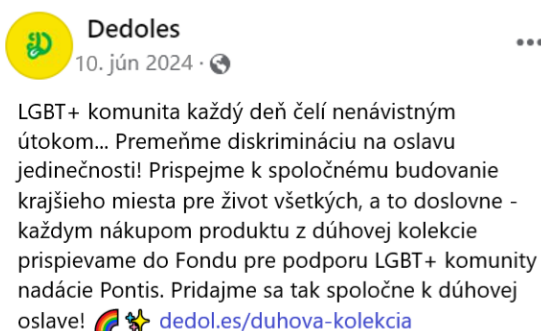 Dedoles
10. jún 2024 ·
LGBT+ komunita každý deň čelí nenávistným
útokom... Premeňme diskrimináciu na oslavu
jedinečnosti! Prispejme k spoločnému budovanie
krajšieho miesta pre život všetkých, a to doslovne -
každym nákupom produktu z dúhovej kolekcie
prispievame do Fondu pre podporu LGBT+ komunity
nadácie Pontis. Pridajme sa tak spoločne k dúhovej
oslave! 🌈✨ dedol.es/duhova-kolekcia